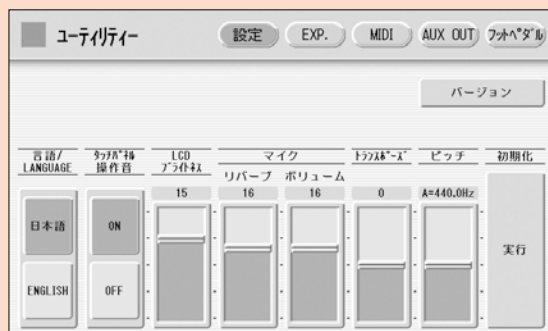 ユーティリティー
設定 EXP. MIDI AUX OUT フットペダル
バージョン
言語/LANGUAGE タッチパネル操作音 LCDブライトネス マイク トランスポーズ ピッチ 初期化
リバーブ ボリューム
15 16 16 0 A=440.0Hz
日本語 ON
実行
ENGLISH OFF